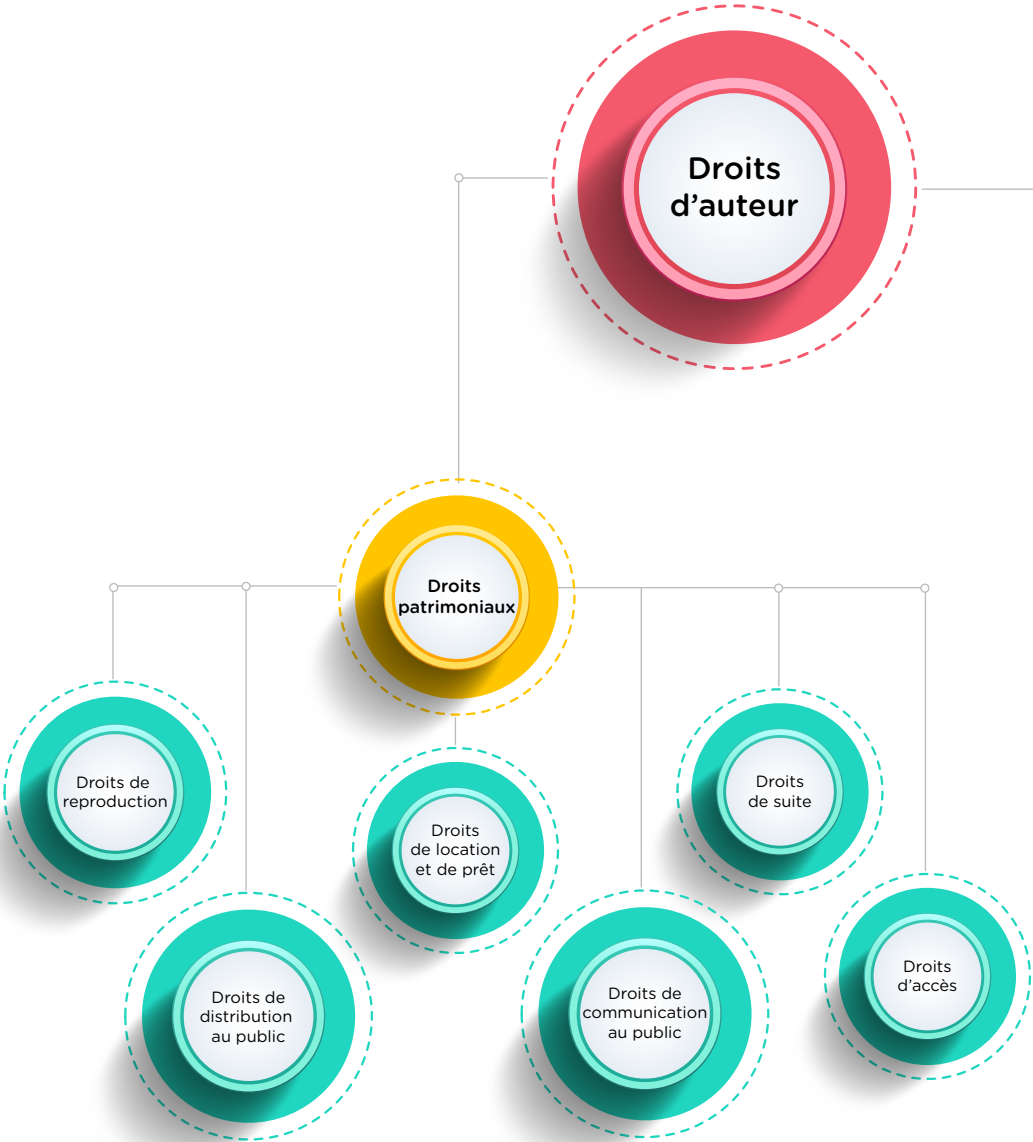 Droits
d’auteur
Droits
patrimoniaux
Droits de
reproduction
Droits
de location
et de prêt
Droits
de suite
Droits de
distribution
au public
Droits de
communication
au public
Droits
d’accès